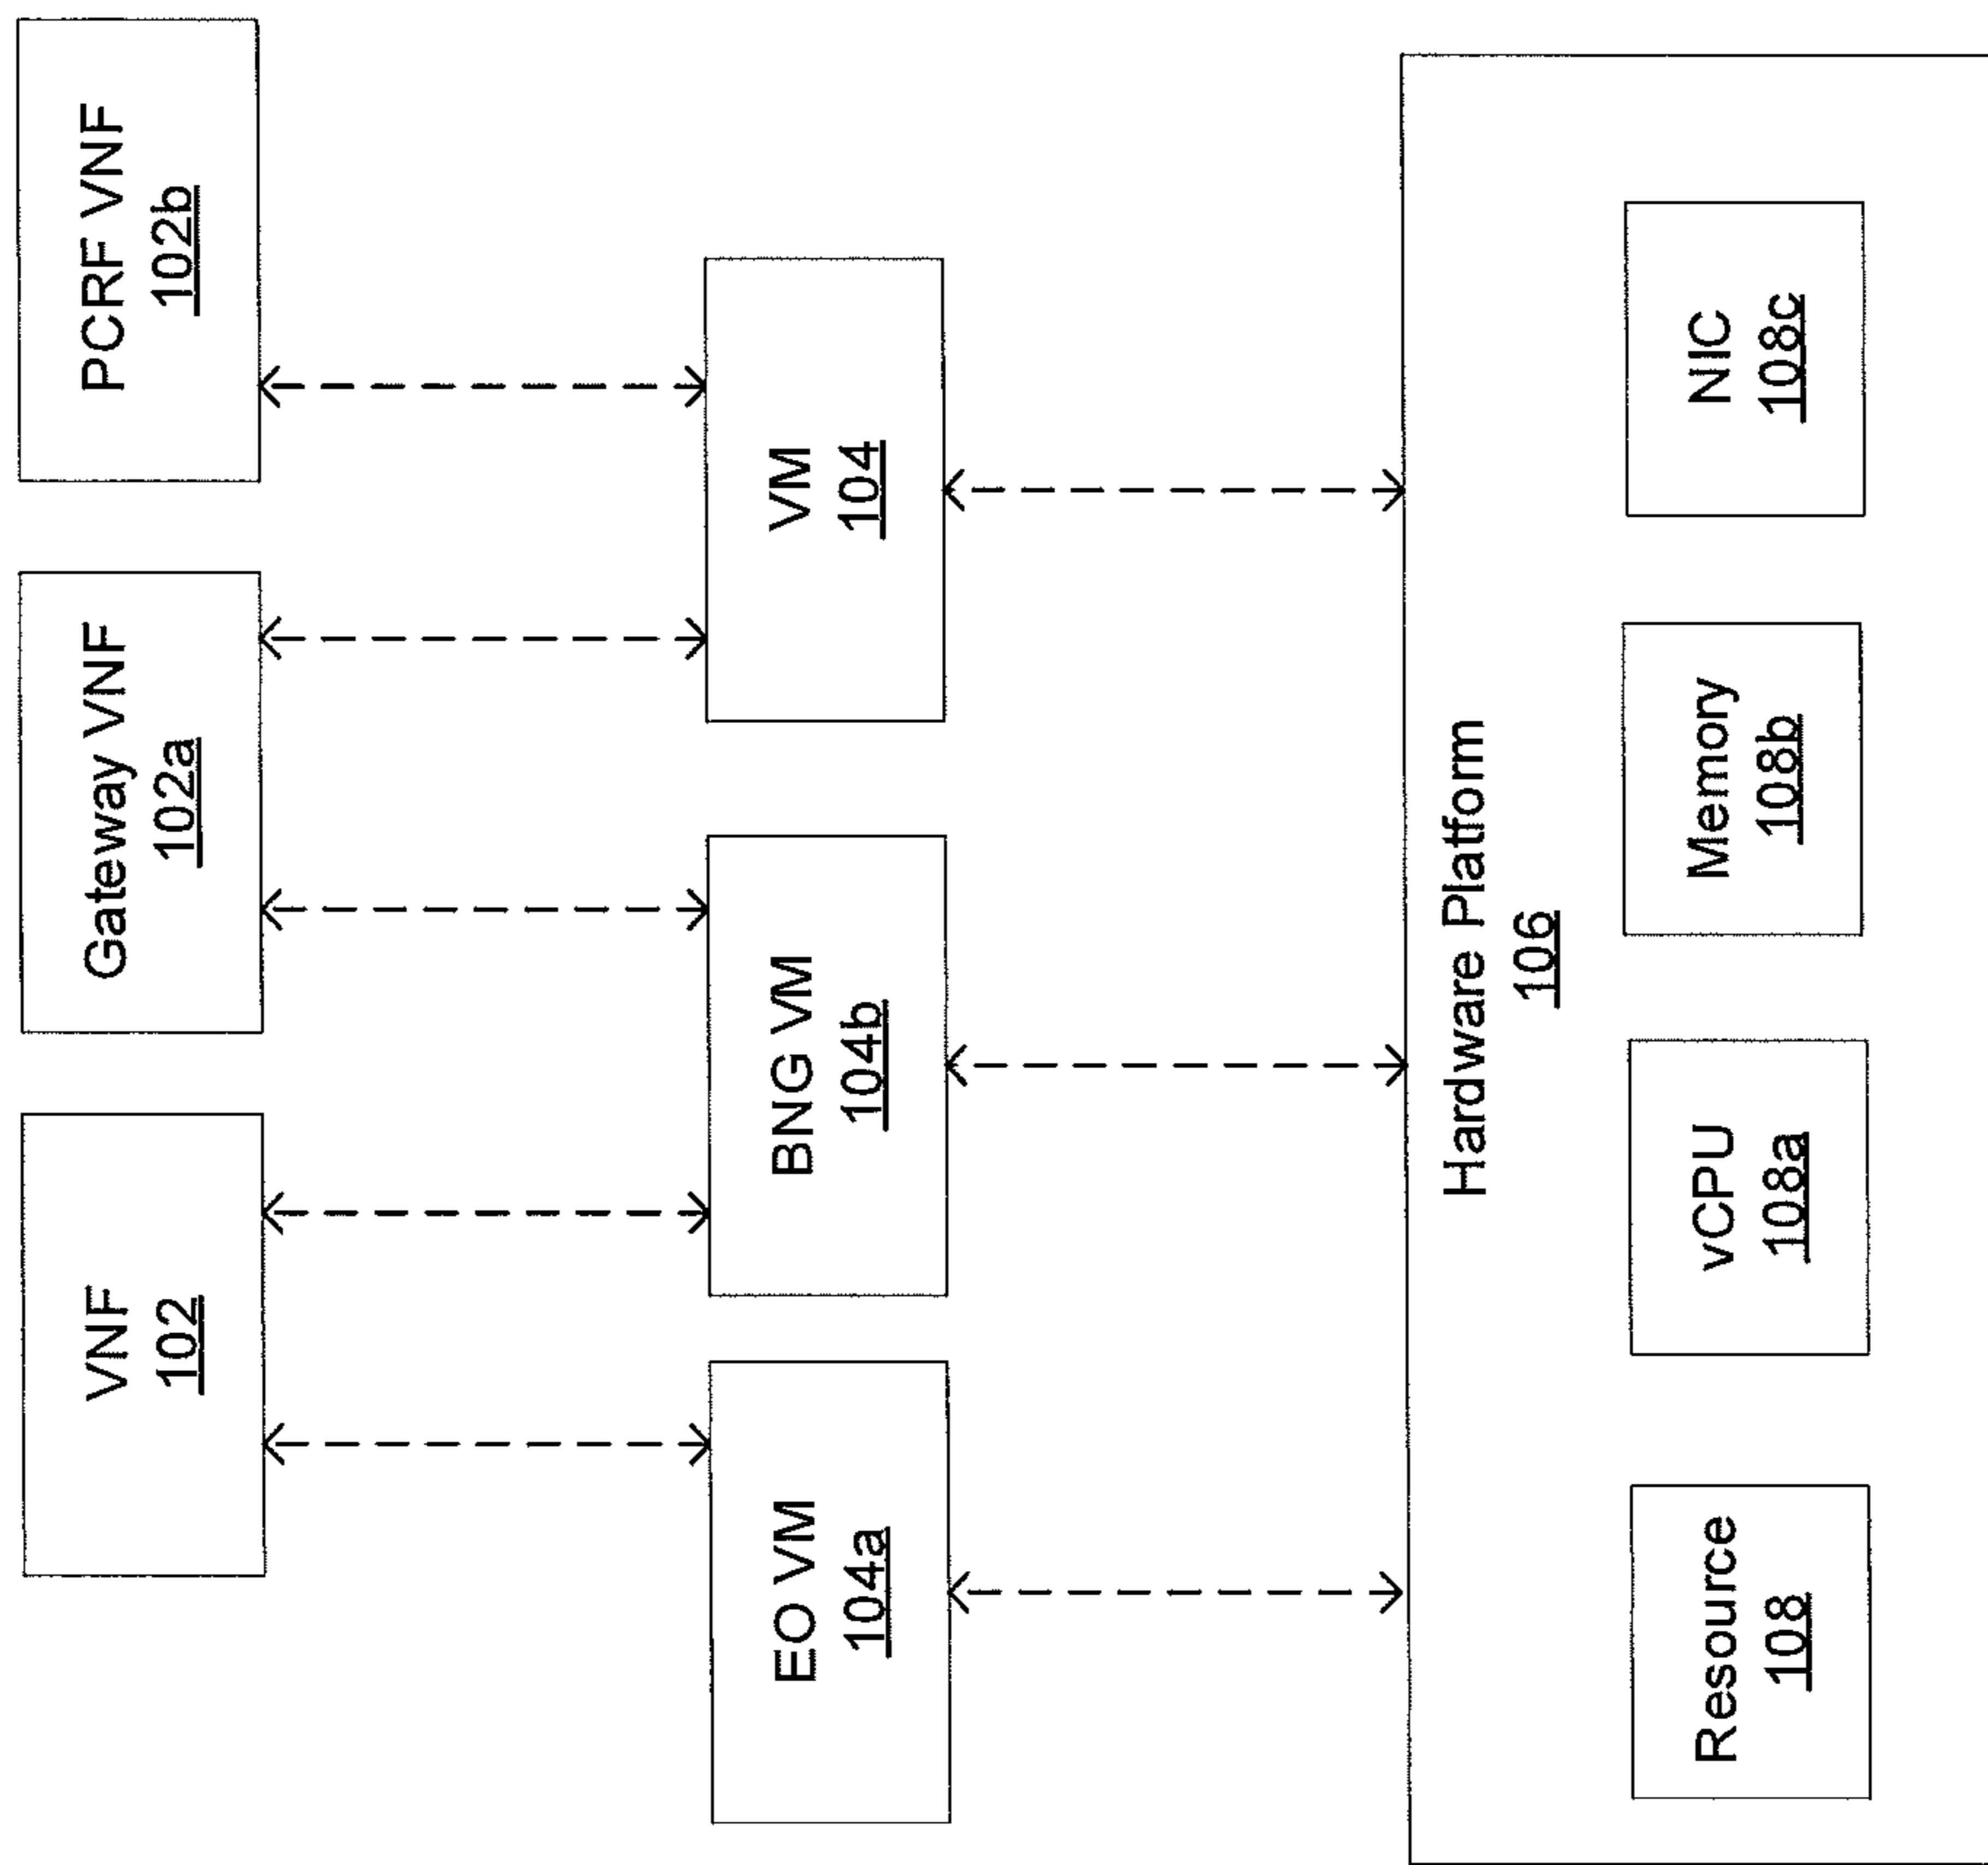 VNF
102
Gateway VNF
102a
PCRF VNF
102b
EO VM
104a
BNG VM
104b
VM
104
Hardware Platform
106
Resource
108
vCPU
108a
Memory
108b
NIC
108c